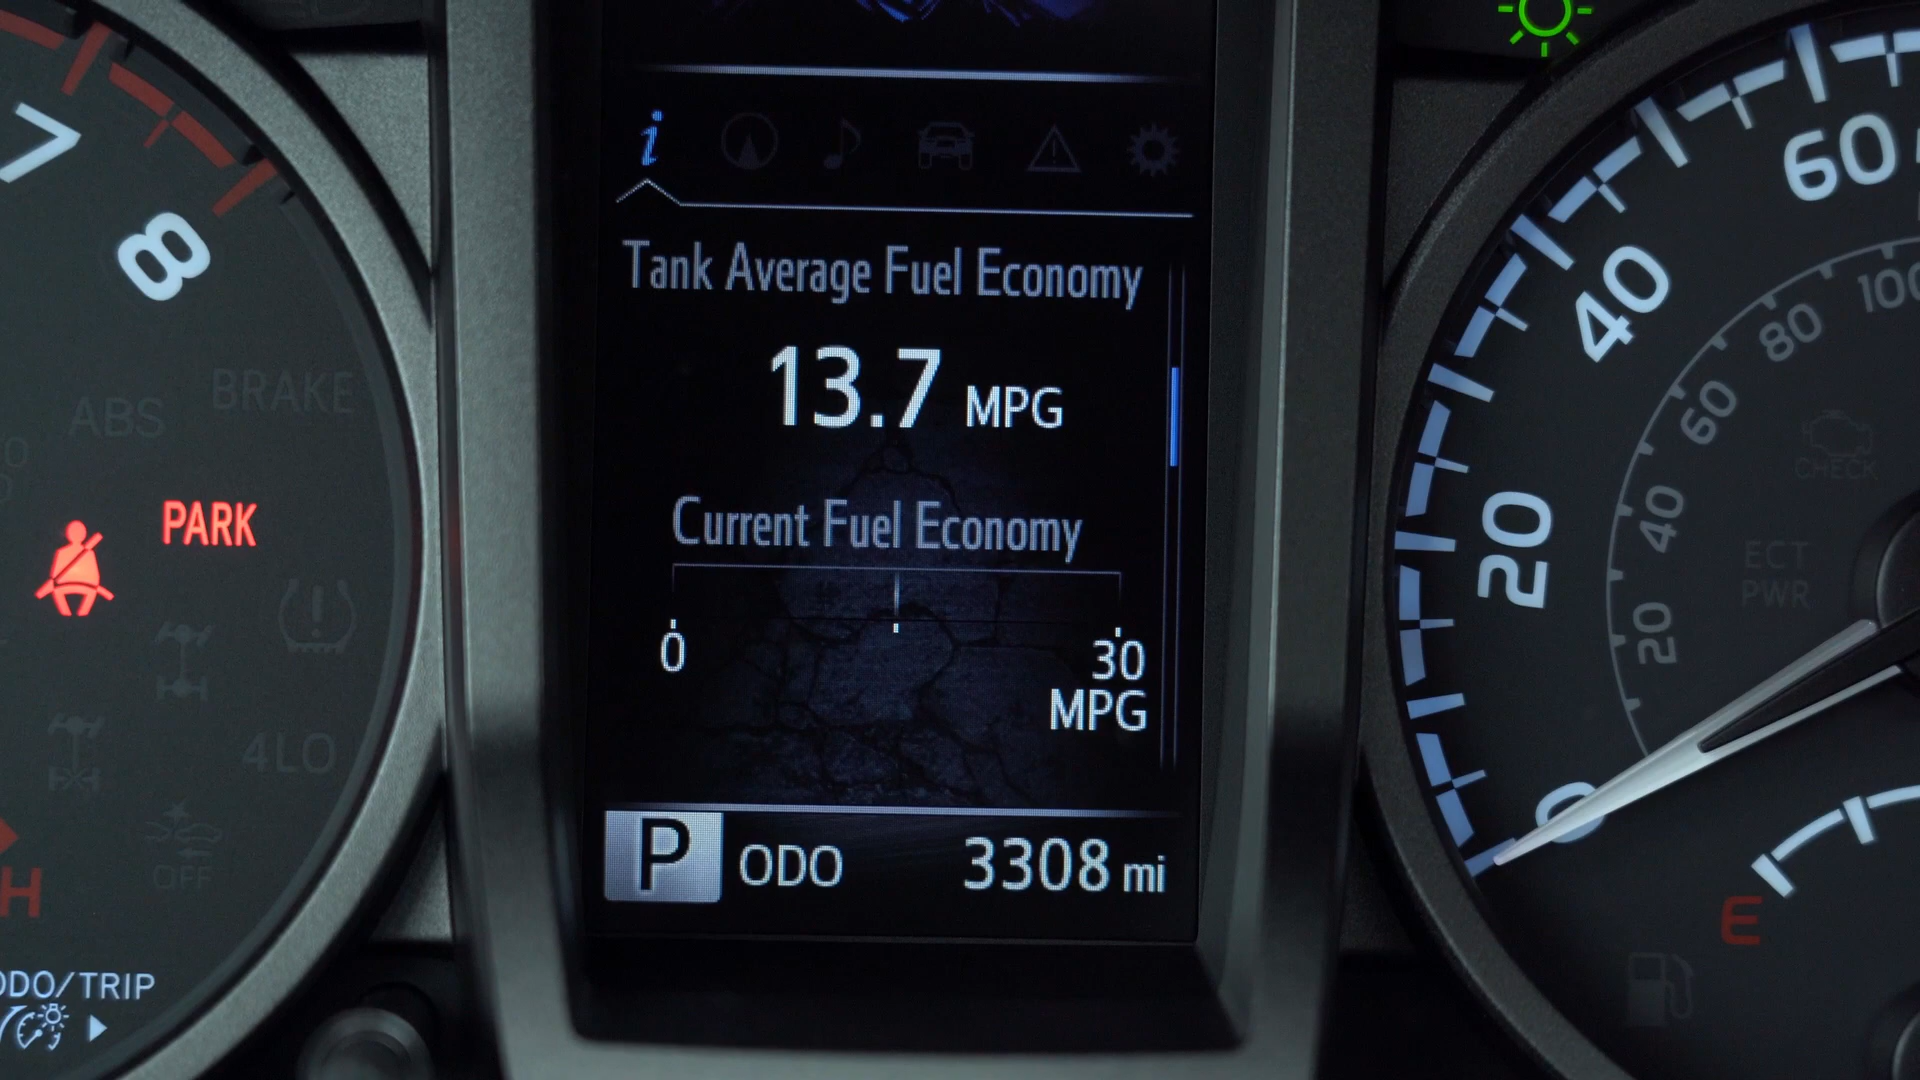 7
8
ABS
BRAKE
PARK
4LO
OFF
H
ODO/TRIP
i
Tank Average Fuel Economy
13.7 MPG
Current Fuel Economy
0
30
MPG
P ODO 3308 mi
60
40
20
0
100
80
60
40
20
CHECK
ECT
PWR
E